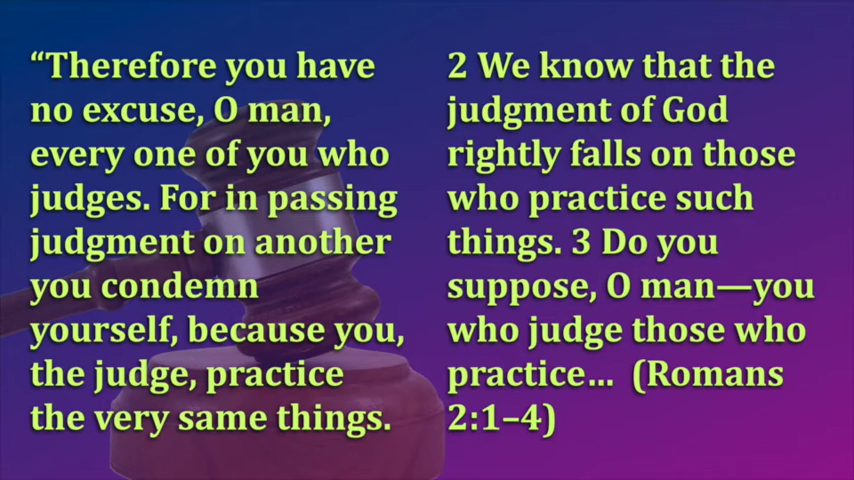 “Therefore you have
no excuse, O man,
every one of you who
judges. For in passing
judgment on another
you condemn
yourself, because you,
the judge, practice
the very same things.
2 We know that the
judgment of God
rightly falls on those
who practice such
things. 3 Do you
suppose, O man—you
who judge those who
practice… (Romans
2:1–4)